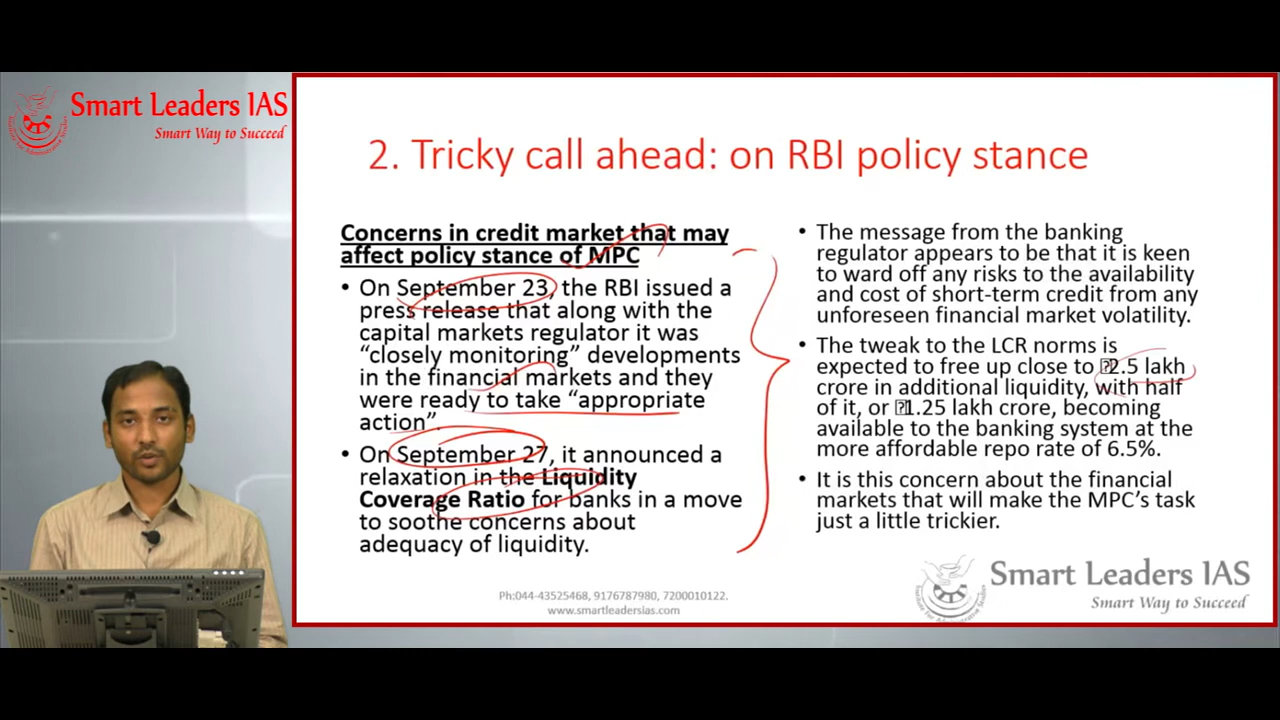 Smart Leaders IAS
Smart Way to Succeed
2. Tricky call ahead: on RBI policy stance
Concerns in credit market that may
affect policy stance of MPC
• On September 23, the RBI issued a
press release that along with the
capital markets regulator it was
“closely monitoring” developments
in the financial markets and they
were ready to take “appropriate
action”.
• On September 27, it announced a
relaxation in the Liquidity
Coverage Ratio for banks in a move
to soothe concerns about
adequacy of liquidity.
• The message from the banking
regulator appears to be that it is keen
to ward off any risks to the availability
and cost of short-term credit from any
unforeseen financial market volatility.
• The tweak to the LCR norms is
expected to free up close to 2.5 lakh
crore in additional liquidity, with half
of it, or 1.25 lakh crore, becoming
available to the banking system at the
more affordable repo rate of 6.5%.
• It is this concern about the financial
markets that will make the MPC’s task
just a little trickier.
Ph:044-43525468, 9176787980, 7200010122.
www.smartleadersias.com
Smart Leaders IAS
Smart Way to Succeed